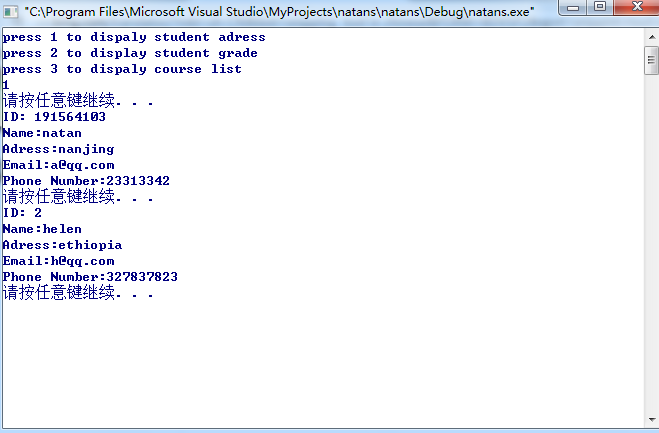 "C:\Program Files\Microsoft Visual Studio\MyProjects\natans\natans\Debug\natans.exe"
press 1 to dispaly student adress
press 2 to display student grade
press 3 to dispaly course list
1
请按任意键继续. . .
ID: 191564103
Name:natan
Adress:nanjing
Email:a@qq.com
Phone Number:23313342
请按任意键继续. . .
ID: 2
Name:helen
Adress:ethiopia
Email:h@qq.com
Phone Number:327837823
请按任意键继续. . .